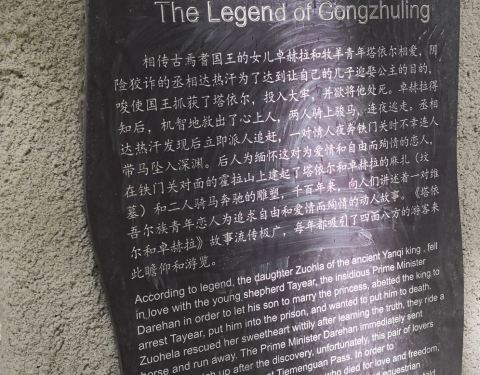 The Legend of Gongzhuling
相传古焉耆国王的女儿卓赫拉和牧羊青年塔依尔相爱，阴
险狡诈的丞相达热汗为了达到让自己的儿子迎娶公主的目的，
唆使国王抓获了塔依尔，投入大牢，并欲将他处死。卓赫拉得
知后，机智地救出了心上人，两人骑上骏马，连夜逃走。丞相
达热汗发现后立即派人追赶，一对情人夜奔铁门关时不幸连人
带马坠入深渊。后人为缅怀这对为爱情和自由而殉情的恋人，
在铁门关对面的霍拉山上建起了塔依尔和卓赫拉的麻扎（坟
墓）和二人骑马奔驰的雕塑，千百年来，向人们讲述着一对维
吾尔族青年恋人为追求自由和爱情而殉情的动人故事。《塔依
尔和卓赫拉》故事流传极广，每年都吸引了四面八方的游客来
此瞻仰和游览。
According to legend, the daughter Zuohla of the ancient Yanqi king , fell
in love with the young shepherd Tayear, the insidious Prime Minister
Darehan in order to let his son to marry the princess, abetted the king to
arrest Tayear, put him into the prison, and wanted to put him to death.
Zuohela rescued her sweetheart wittily after learning the truth, they ride a
horse and run away. The Prime Minister Darehan immediately sent
up after the discovery, unfortunately, this pair of lovers
Tiemenguan Pass. In order to
who died for love and freedom,
equestrian